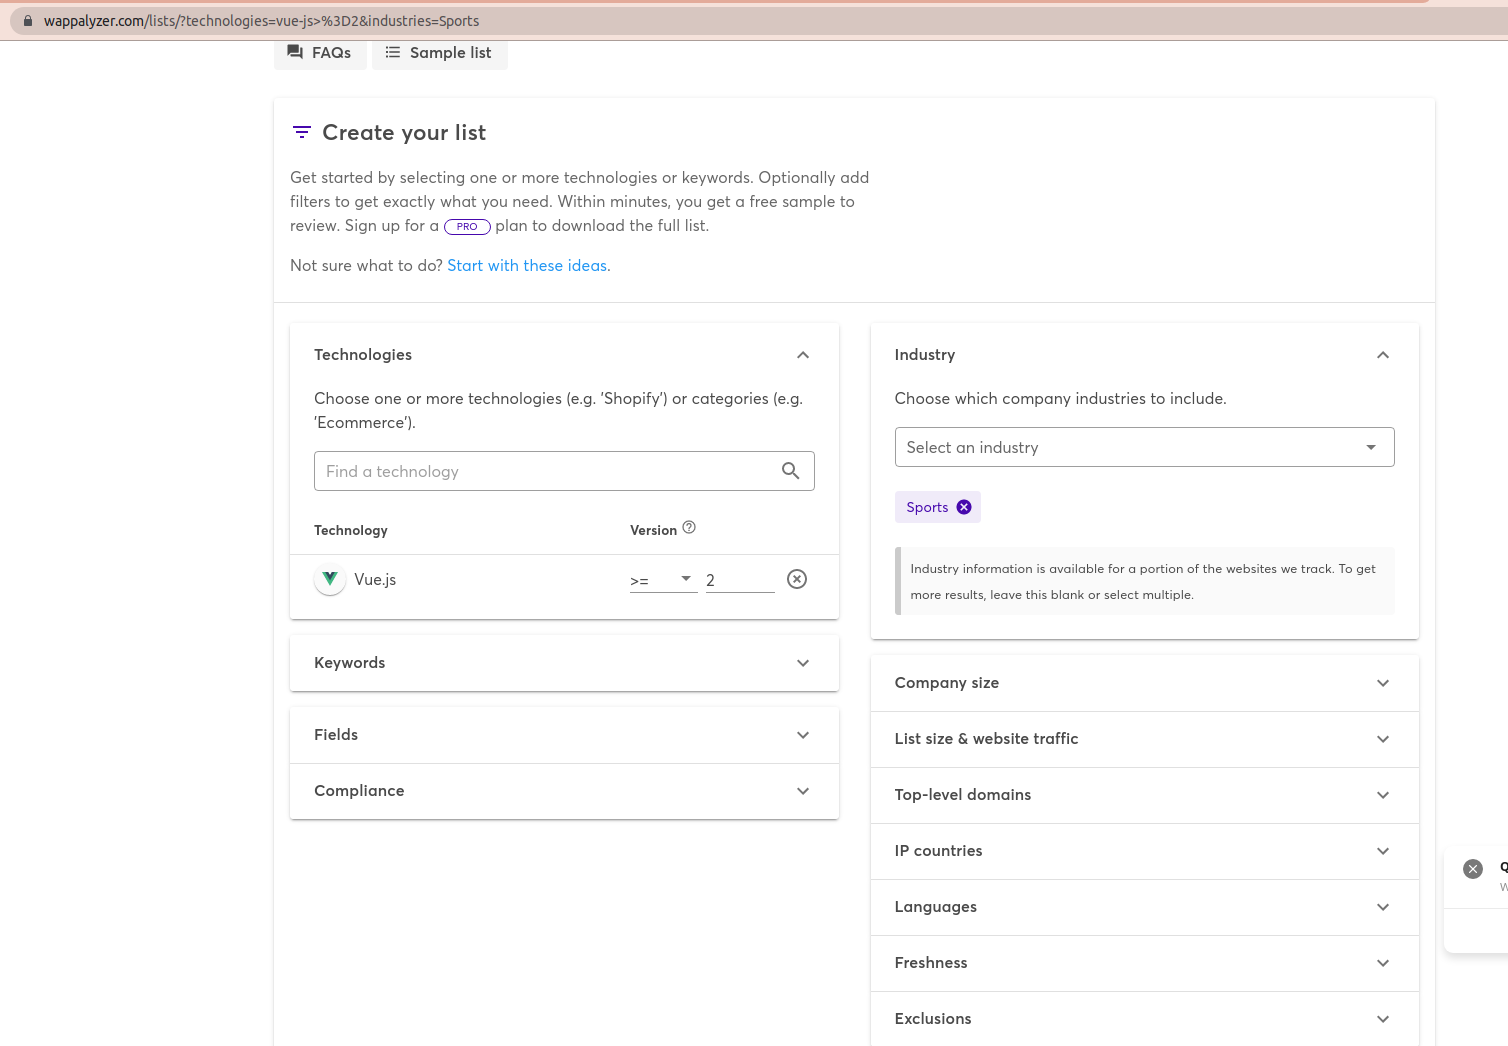 wappalyzer.com/lists/?technologies=vue-js>%3D2&industries=Sports
FAQs
Sample list
Create your list
Get started by selecting one or more technologies or keywords. Optionally add
filters to get exactly what you need. Within minutes, you get a free sample to
review. Sign up for a PRO plan to download the full list.
Not sure what to do? Start with these ideas.
Technologies
Choose one or more technologies (e.g. 'Shopify') or categories (e.g.
'Ecommerce').
Find a technology
Technology Version
Vue.js >= 2
Keywords
Fields
Compliance
Industry
Choose which company industries to include.
Select an industry
Sports
Industry information is available for a portion of the websites we track. To get
more results, leave this blank or select multiple.
Company size
List size & website traffic
Top-level domains
IP countries
Languages
Freshness
Exclusions